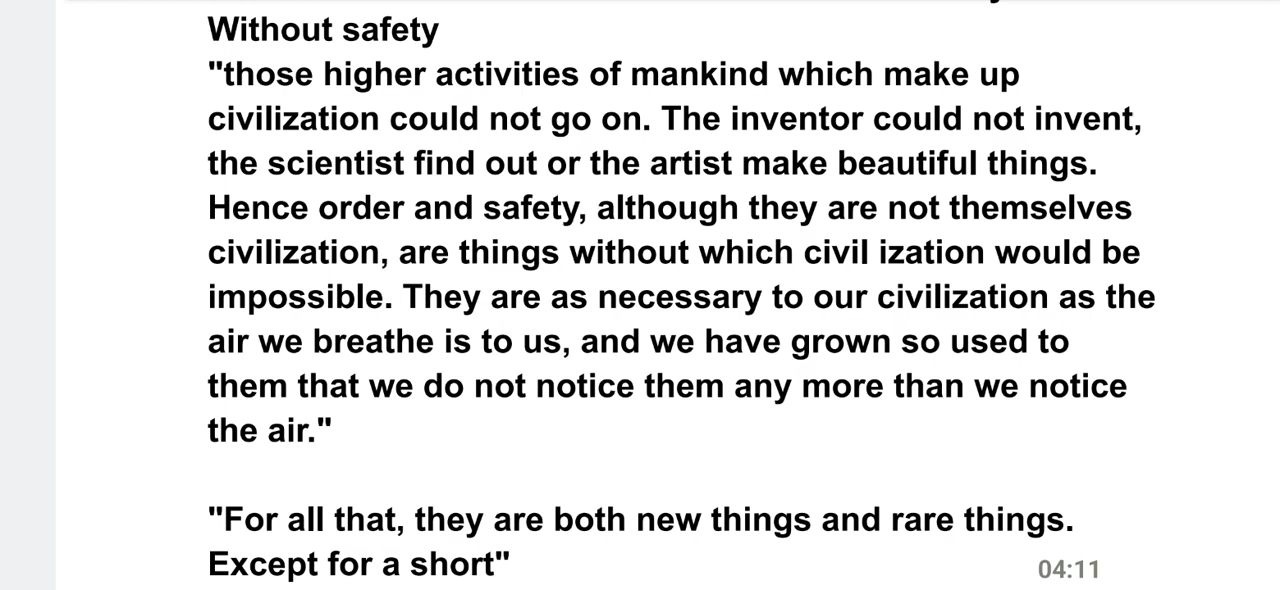 Without safety
"those higher activities of mankind which make up
civilization could not go on. The inventor could not invent,
the scientist find out or the artist make beautiful things.
Hence order and safety, although they are not themselves
civilization, are things without which civil ization would be
impossible. They are as necessary to our civilization as the
air we breathe is to us, and we have grown so used to
them that we do not notice them any more than we notice
the air."
"For all that, they are both new things and rare things.
Except for a short"
04:11